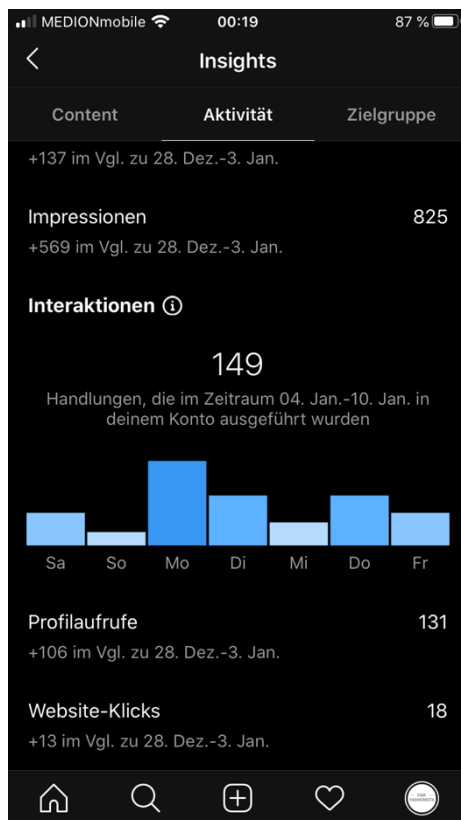 MEDIONmobile 00:19 87 %
Insights
Content Aktivität Zielgruppe
+137 im Vgl. zu 28. Dez.-3. Jan.
Impressionen 825
+569 im Vgl. zu 28. Dez.-3. Jan.
Interaktionen
149
Handlungen, die im Zeitraum 04. Jan.-10. Jan. in
deinem Konto ausgeführt wurden
Sa So Mo Di Mi Do Fr
Profilaufrufe 131
+106 im Vgl. zu 28. Dez.-3. Jan.
Website-Klicks 18
+13 im Vgl. zu 28. Dez.-3. Jan.